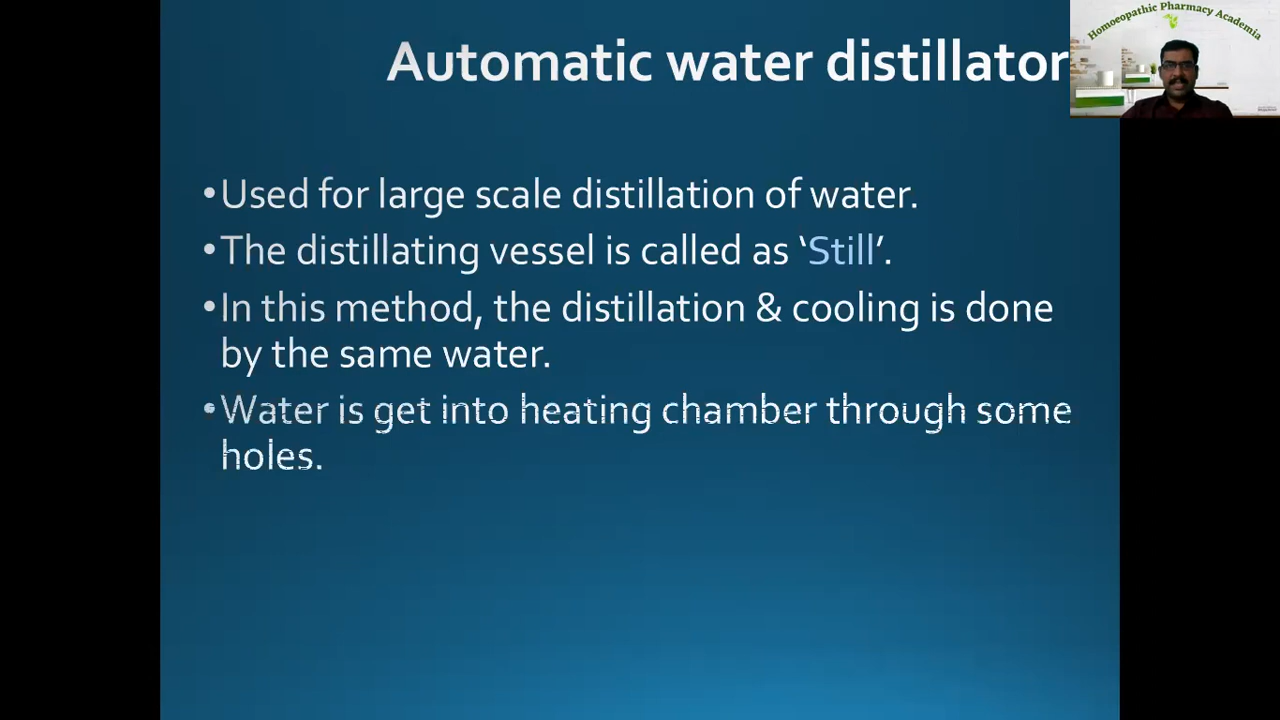 Homoeopathic Pharmacy Academia
Automatic water distillator
•Used for large scale distillation of water.
•The distillating vessel is called as ‘Still’.
•In this method, the distillation & cooling is done
by the same water.
•Water is get into heating chamber through some
holes.